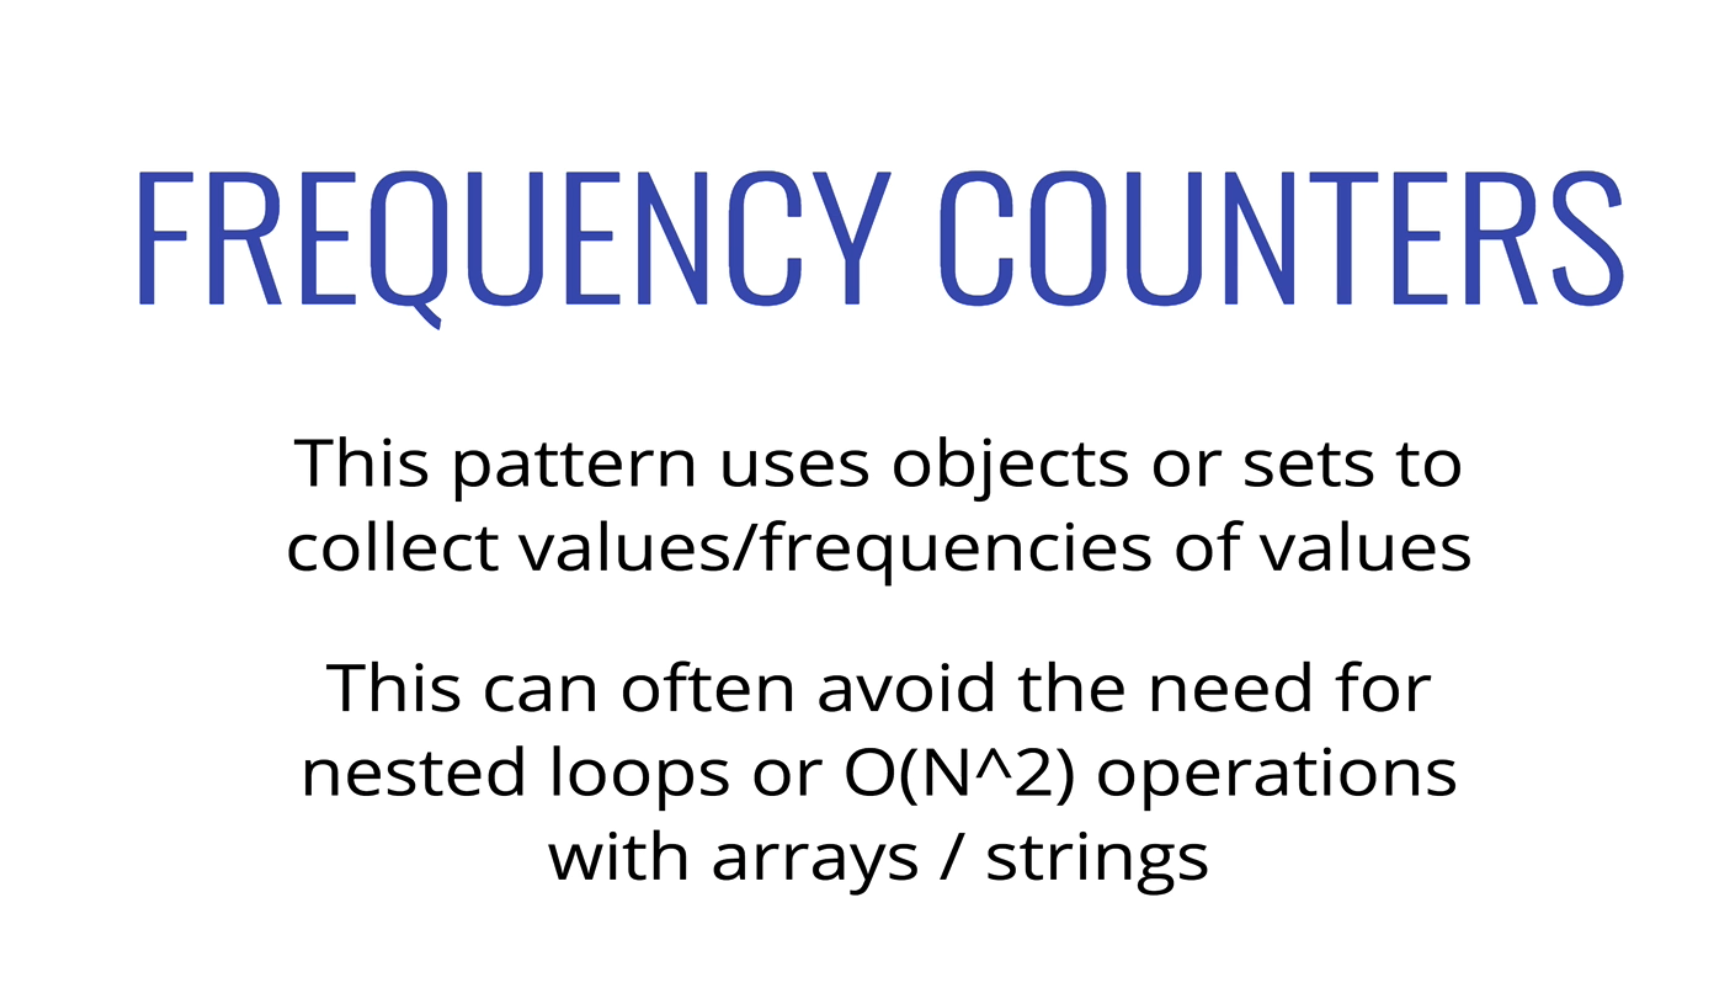 FREQUENCY COUNTERS
This pattern uses objects or sets to
collect values/frequencies of values
This can often avoid the need for
nested loops or O(N^2) operations
with arrays / strings